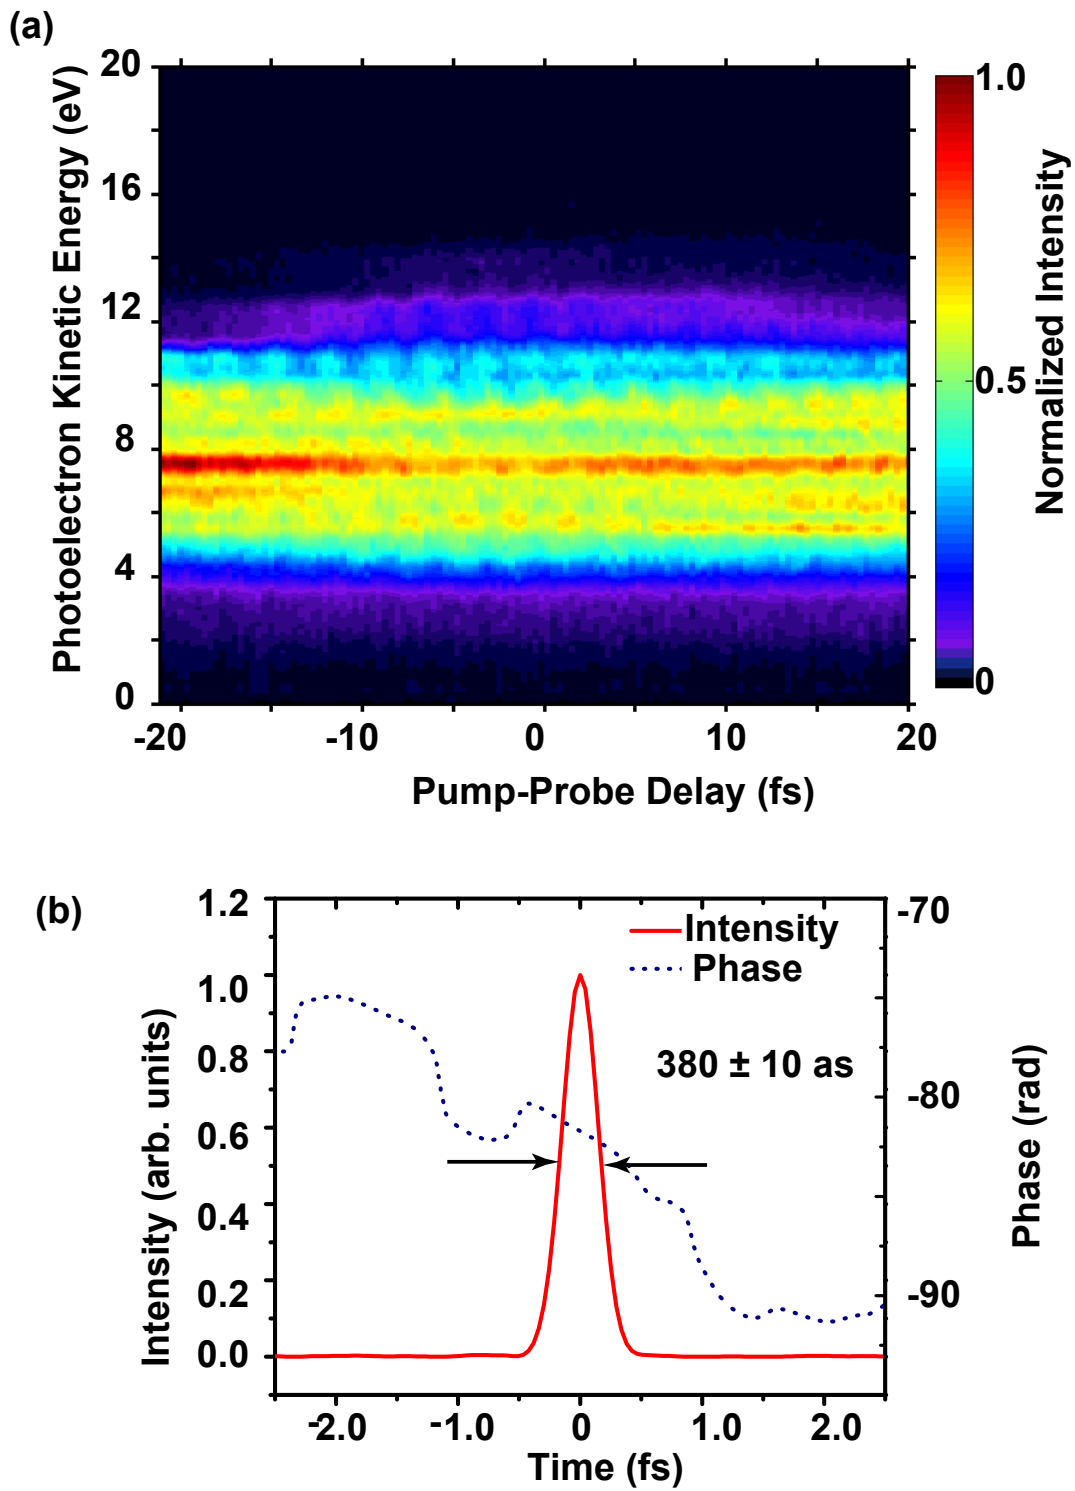 (a)
20
16
12
8
4
0
Photoelectron Kinetic Energy (eV)
-20
-10
0
10
20
Pump-Probe Delay (fs)
1.0
0.5
0
Normalized Intensity
(b)
1.2
1.0
0.8
0.6
0.4
0.2
0.0
Intensity (arb. units)
Intensity
Phase
380 ± 10 as
-70
-80
-90
Phase (rad)
-2.0
-1.0
0
1.0
2.0
Time (fs)